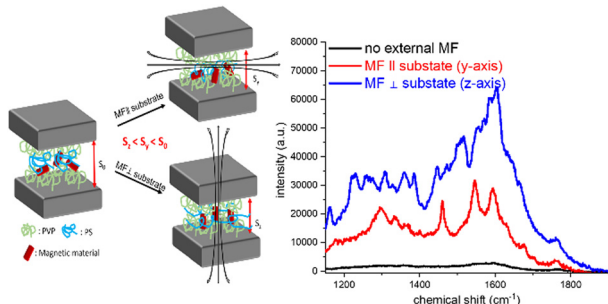 MF∥ substrate
S₀
S_y
S_z < S_y < S₀
MF⊥ substrate
S_z
: PVP
: PS
: Magnetic material
no external MF
MF || substate (y-axis)
MF ⊥ substate (z-axis)
intensity (a.u.)
80000
70000
60000
50000
40000
30000
20000
10000
0
1200
1400
1600
1800
chemical shift (cm⁻¹)